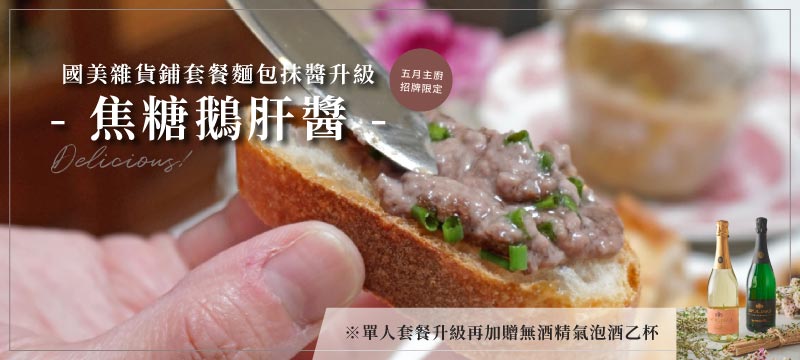 國美雜貨鋪套餐麵包抹醬升級
五月主廚
招牌限定
- 焦糖鵝肝醬 -
Delicious!
※單人套餐升級再加贈無酒精氣泡酒乙杯